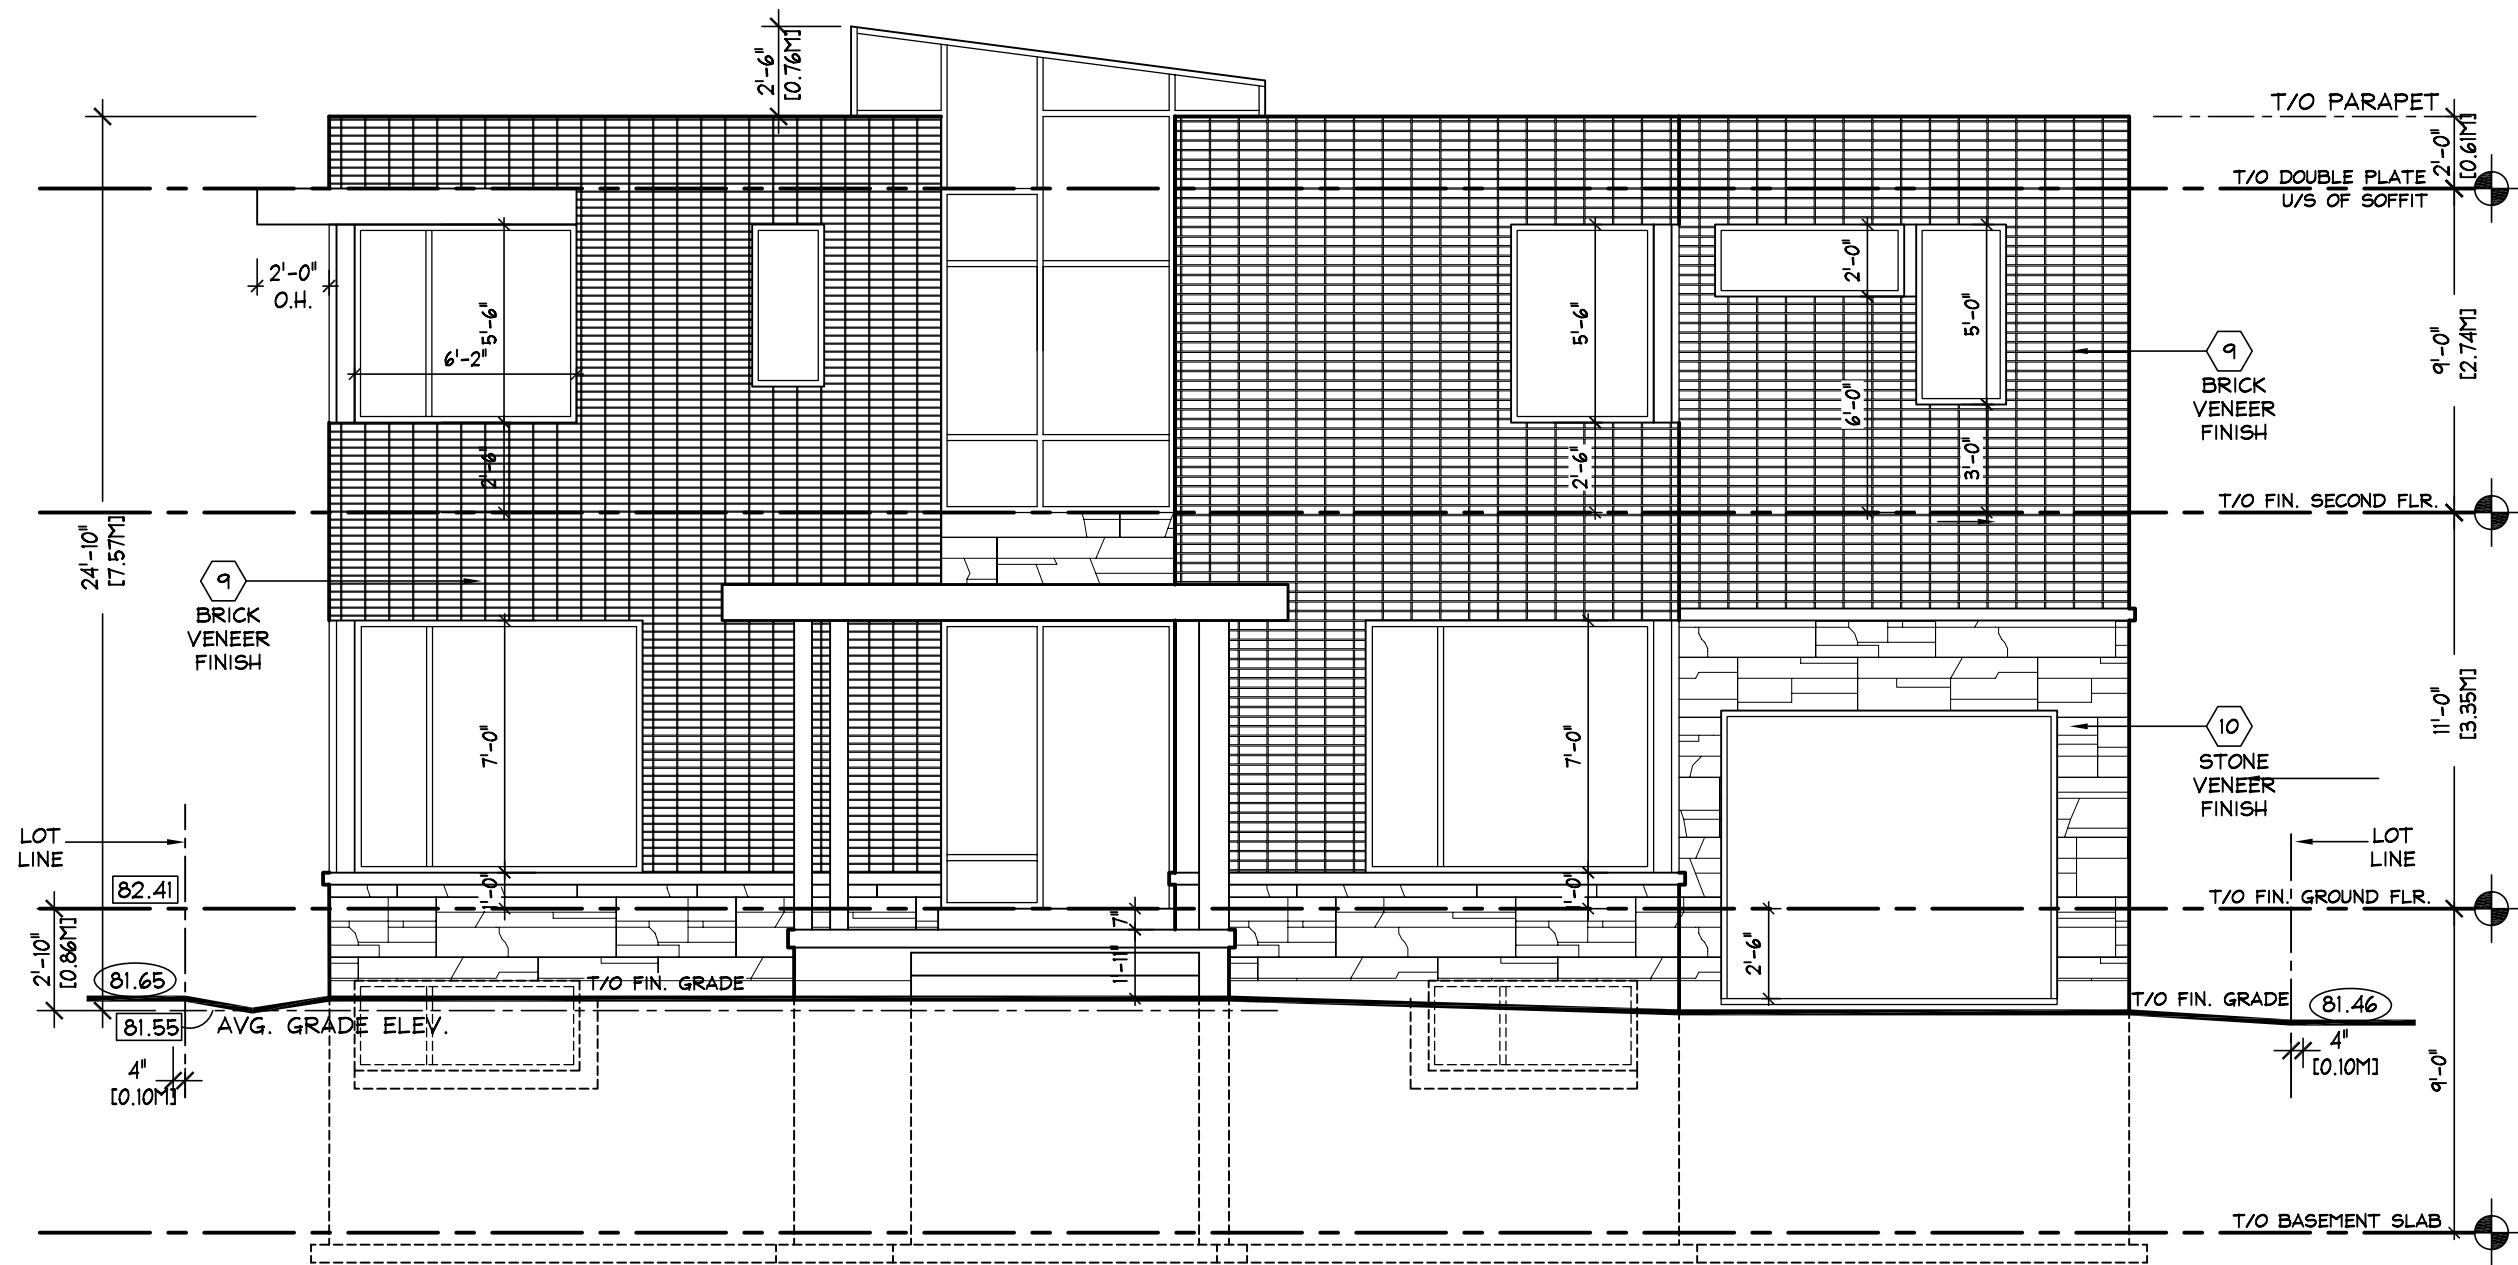 2'-6"
[0.76M]
T/O PARAPET
2'-0"
[0.61M]
T/O DOUBLE PLATE
U/S OF SOFFIT
2'-0"
O.H.
5'-6"
6'-2"
2'-6"
5'-6"
2'-6"
2'-0"
6'-0"
5'-0"
3'-0"
9
BRICK
VENEER
FINISH
9'-0"
[2.74M]
T/O FIN. SECOND FLR.
24'-10"
[7.57M]
9
BRICK
VENEER
FINISH
7'-0"
7'-0"
11'-0"
[3.35M]
10
STONE
VENEER
FINISH
LOT
LINE
LOT
LINE
82.41
1'-0"
1'-0"
T/O FIN. GROUND FLR.
2'-10"
[0.86M]
7"
1'-11"
2'-6"
81.65
T/O FIN. GRADE
T/O FIN. GRADE
81.46
81.55
AVG. GRADE ELEV.
4"
[0.10M]
4"
[0.10M]
9'-0"
T/O BASEMENT SLAB